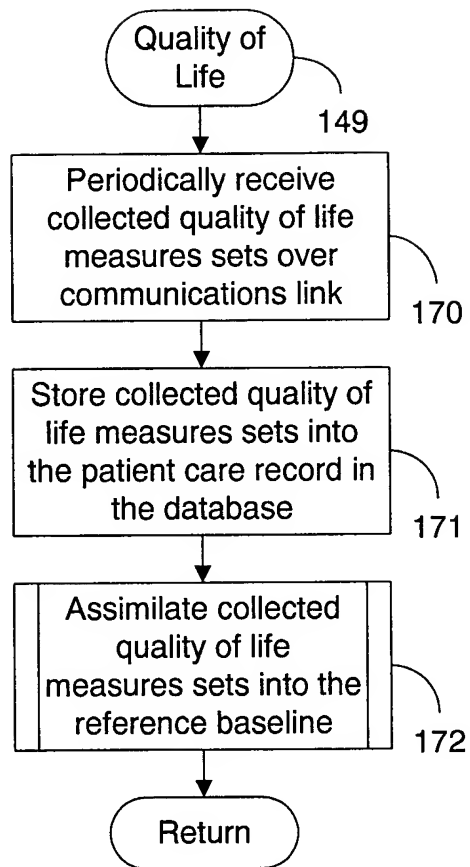 Quality of
Life
149
Periodically receive
collected quality of life
measures sets over
communications link
170
Store collected quality of
life measures sets into
the patient care record in
the database
171
Assimilate collected
quality of life
measures sets into the
reference baseline
172
Return